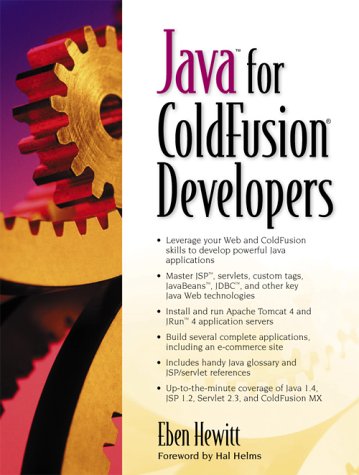 Java™ for
ColdFusion®
Developers
• Leverage your Web and ColdFusion
skills to develop powerful Java
applications
• Master JSP™, servlets, custom tags,
JavaBeans™, JDBC™, and other key
Java Web technologies
• Install and run Apache Tomcat 4 and
JRun™ 4 application servers
• Build several complete applications,
including an e-commerce site
• Includes handy Java glossary and
JSP/servlet references
• Up-to-the-minute coverage of Java 1.4,
JSP 1.2, Servlet 2.3, and ColdFusion MX
Eben Hewitt
Foreword by Hal Helms